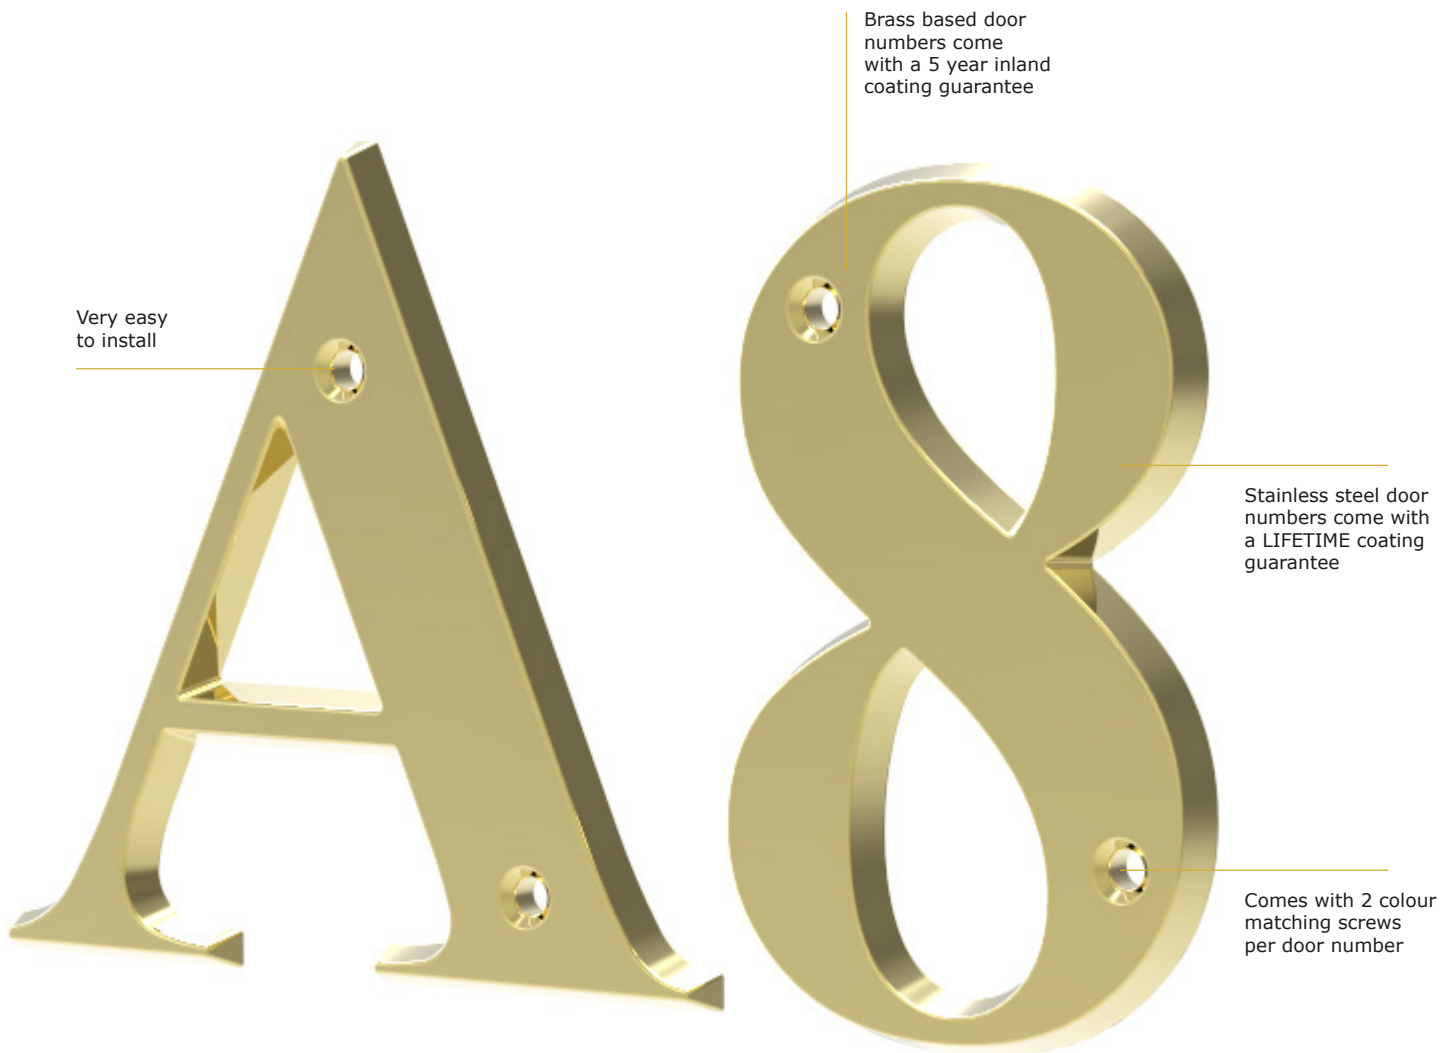 Brass based door
numbers come
with a 5 year inland
coating guarantee
Very easy
to install
A
8
Stainless steel door
numbers come with
a LIFETIME coating
guarantee
Comes with 2 colour
matching screws
per door number